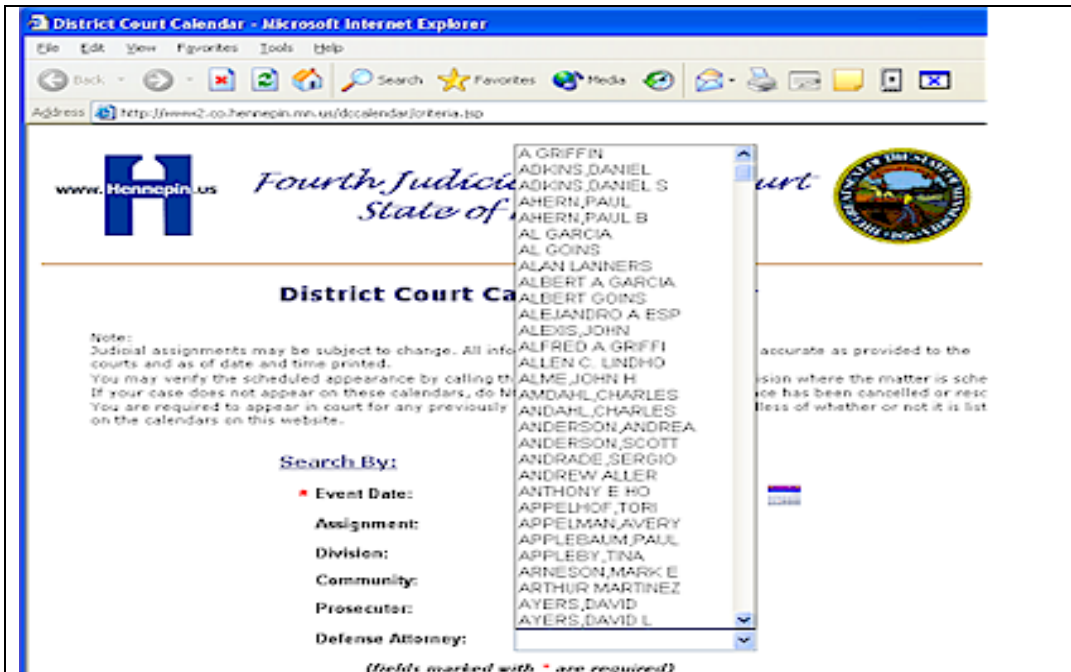 District Court Calendar - Microsoft Internet Explorer
File Edit View Favorites Tools Help
Back Search Favorites Media
Address http://www2.co.hennepin.mn.us/dccalendar/criteria.jsp
www.Hennepin.us
Fourth Judicia urt
State of
District Court Ca
Note:
Judicial assignments may be subject to change. All info accurate as provided to the
courts and as of date and time printed.
You may verify the scheduled appearance by calling th ision where the matter is sche
If your case does not appear on these calendars, do N ce has been cancelled or resc
You are required to appear in court for any previously dless of whether or not it is list
on the calendars on this website.
Search By:
* Event Date:
Assignment:
Division:
Community:
Prosecutor:
Defense Attorney:
A GRIFFIN
ADKINS,DANIEL
ADKINS,DANIEL S
AHERN,PAUL
AHERN,PAUL B
AL GARCIA
AL GOINS
ALAN LANNERS
ALBERT A GARCIA
ALBERT GOINS
ALEJANDRO A ESP
ALEXIS,JOHN
ALFRED A GRIFFI
ALLEN C. LINDHO
ALME,JOHN H
AMDAHL,CHARLES
ANDAHL,CHARLES
ANDERSON,ANDREA
ANDERSON,SCOTT
ANDRADE,SERGIO
ANDREW ALLER
ANTHONY E HO
APPELHOF,TORI
APPELMAN,AVERY
APPLEBAUM,PAUL
APPLEBY,TINA
ARNESON,MARK E
ARTHUR MARTINEZ
AYERS,DAVID
AYERS,DAVID L
(fields marked with * are required)